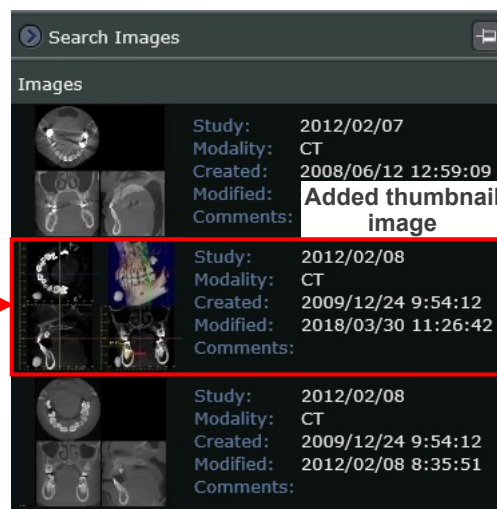 Search Images
Images
Study: 2012/02/07
Modality: CT
Created: 2008/06/12 12:59:09
Modified:
Comments:
Added thumbnail
image
Study: 2012/02/08
Modality: CT
Created: 2009/12/24 9:54:12
Modified: 2018/03/30 11:26:42
Comments:
Study: 2012/02/08
Modality: CT
Created: 2009/12/24 9:54:12
Modified: 2012/02/08 8:35:51
Comments: